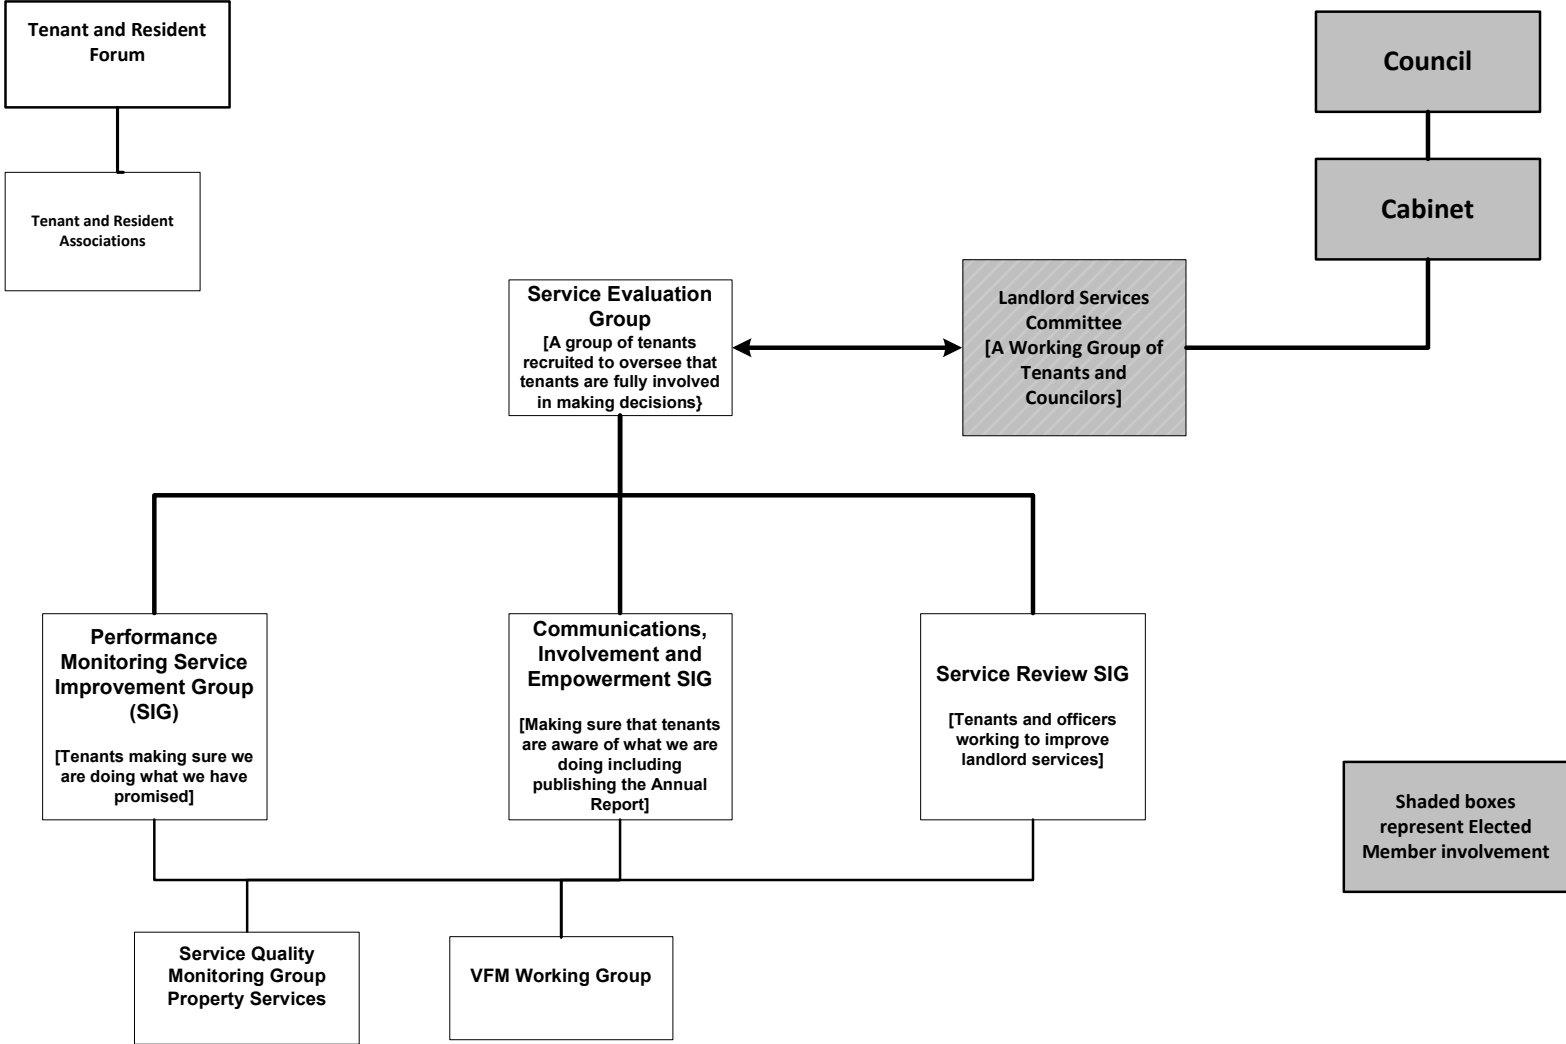 Tenant and Resident
Forum
Council
Tenant and Resident
Associations
Cabinet
Service Evaluation
Group
[A group of tenants
recruited to oversee that
tenants are fully involved
in making decisions}
Landlord Services
Committee
[A Working Group of
Tenants and
Councilors]
Performance
Monitoring Service
Improvement Group
(SIG)
[Tenants making sure we
are doing what we have
promised]
Communications,
Involvement and
Empowerment SIG
[Making sure that tenants
are aware of what we are
doing including
publishing the Annual
Report]
Service Review SIG
[Tenants and officers
working to improve
landlord services]
Shaded boxes
represent Elected
Member involvement
Service Quality
Monitoring Group
Property Services
VFM Working Group